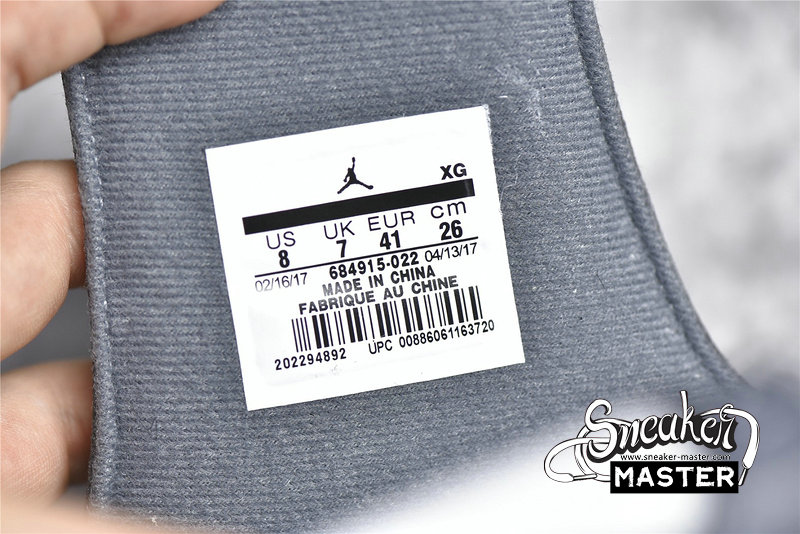 XG
US UK EUR cm
8 7 41 26
02/16/17 684915-022 04/13/17
MADE IN CHINA
FABRIQUE AU CHINE
202294892 UPC 00886061163720
Sneaker
www.sneaker-master.com
MASTER